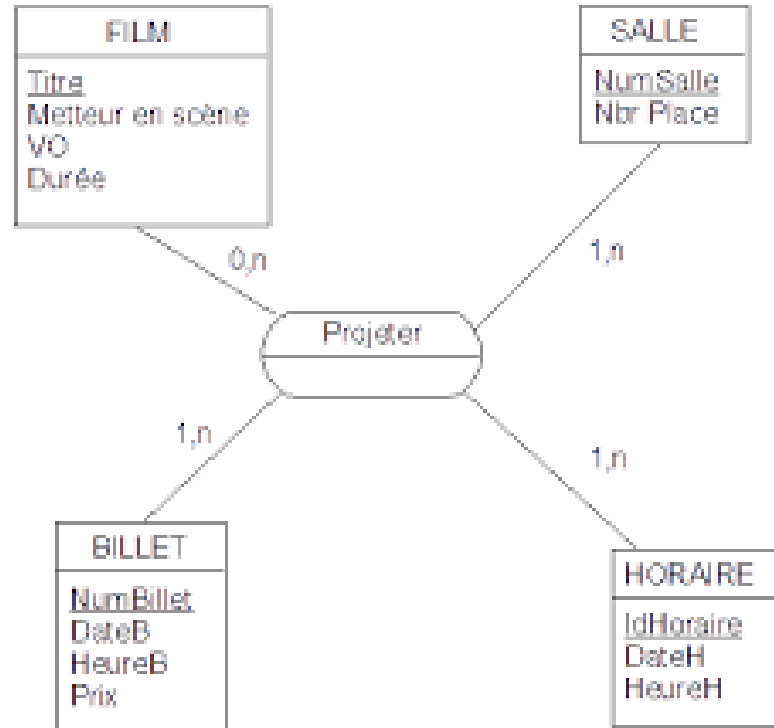 FILM
Titre
Metteur en scène
VO
Durée
SALLE
NumSalle
Nbr Place
0,n
1,n
Projeter
1,n
1,n
BILLET
NumBillet
DateB
HeureB
Prix
HORAIRE
IdHoraire
DateH
HeureH